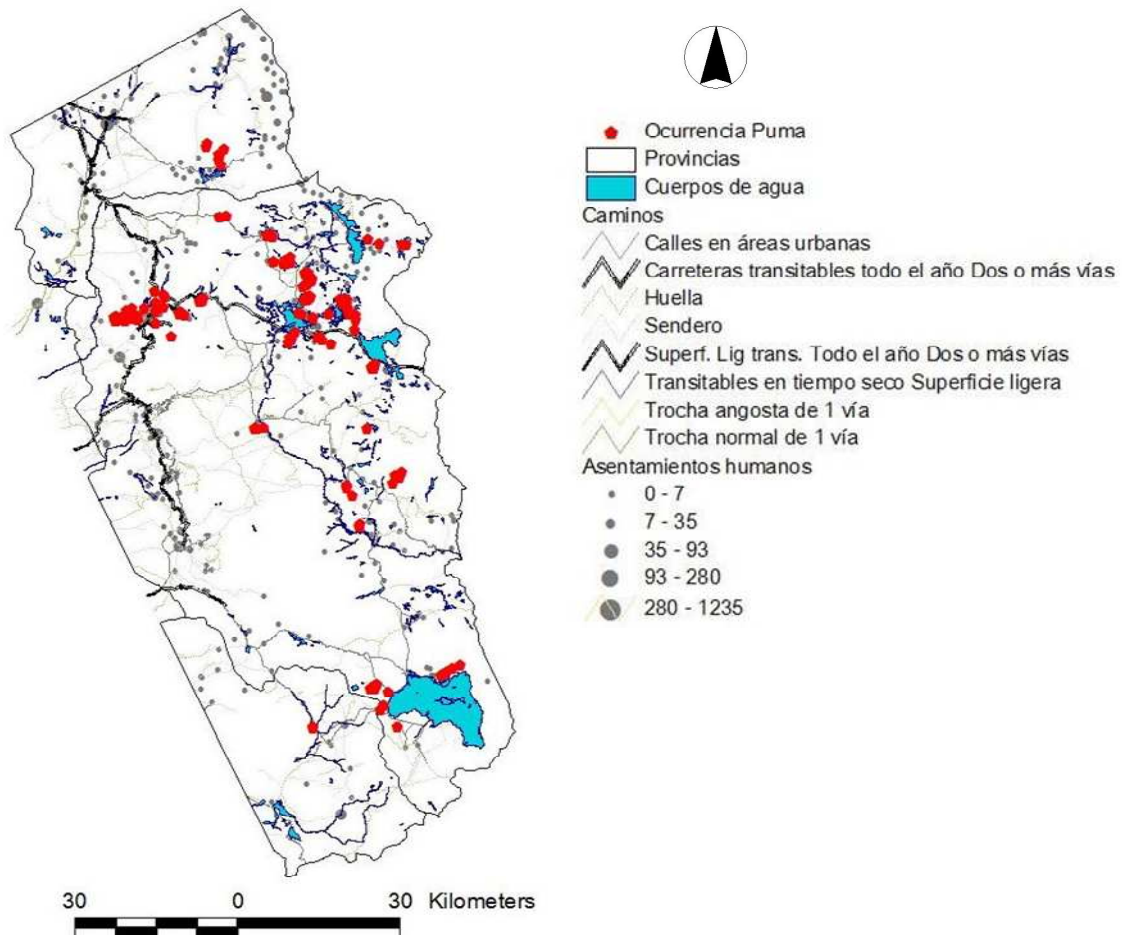 Ocurrencia Puma
Provincias
Cuerpos de agua
Caminos
Calles en áreas urbanas
Carreteras transitables todo el año Dos o más vías
Huella
Sendero
Superf. Lig trans. Todo el año Dos o más vías
Transitables en tiempo seco Superficie ligera
Trocha angosta de 1 vía
Trocha normal de 1 vía
Asentamientos humanos
0 - 7
7 - 35
35 - 93
93 - 280
280 - 1235
30 0 30 Kilometers